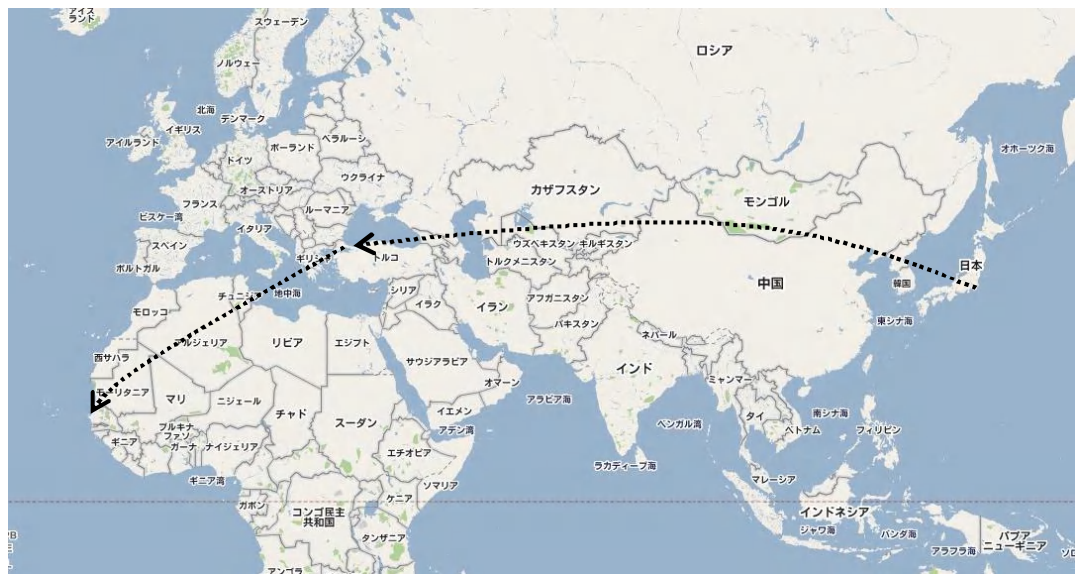 アイス
ランド
スウェーデン
ノルウェー
ロシア
北海
デンマーク
イギリス
アイルランド
ベラルーシ
ポーランド
ドイツ
オホーツク海
ウクライナ
オーストリア
フランス
カザフスタン
モンゴル
ルーマニア
ビスケー湾
イタリア
スペイン
ウズベキスタン
キルギスタン
ポルトガル
ギリシ
トルコ
トルクメニスタン
日本
中国
韓国
シリア
チュニジ
地中海
イラク
イラン
アフガニスタン
モロッコ
東シナ海
パキスタン
ネパール
アルジェリア
リビア
エジプト
西サハラ
サウジアラビア
インド
ミャンマー
オマーン
モーリタニア
マリ
ニジェール
アラビア海
チャド
スーダン
イエメン
タイ
南シナ海
アデン湾
ベンガル湾
ベトナム
フィリピン
ブルキナ
ファソ
ギニア
ガーナ
ナイジェリア
エチオピア
ラカディーブ海
ギニア湾
ソマリア
マレーシア
ケニア
ガボン
コンゴ民主
共和国
インドネシア
ジャワ海
バンダ海
タンザニア
パプア
ニューギニア
アラフラ海
アンゴラ